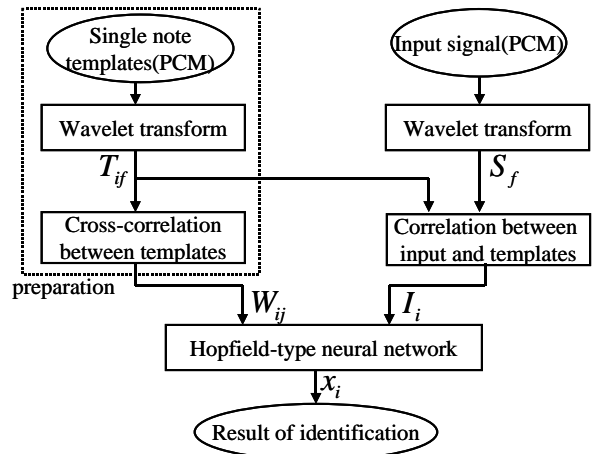 Single note
templates(PCM)
Input signal(PCM)
Wavelet transform
Wavelet transform
T_if
S_f
Cross-correlation
between templates
Correlation between
input and templates
preparation
W_ij
I_i
Hopfield-type neural network
x_i
Result of identification